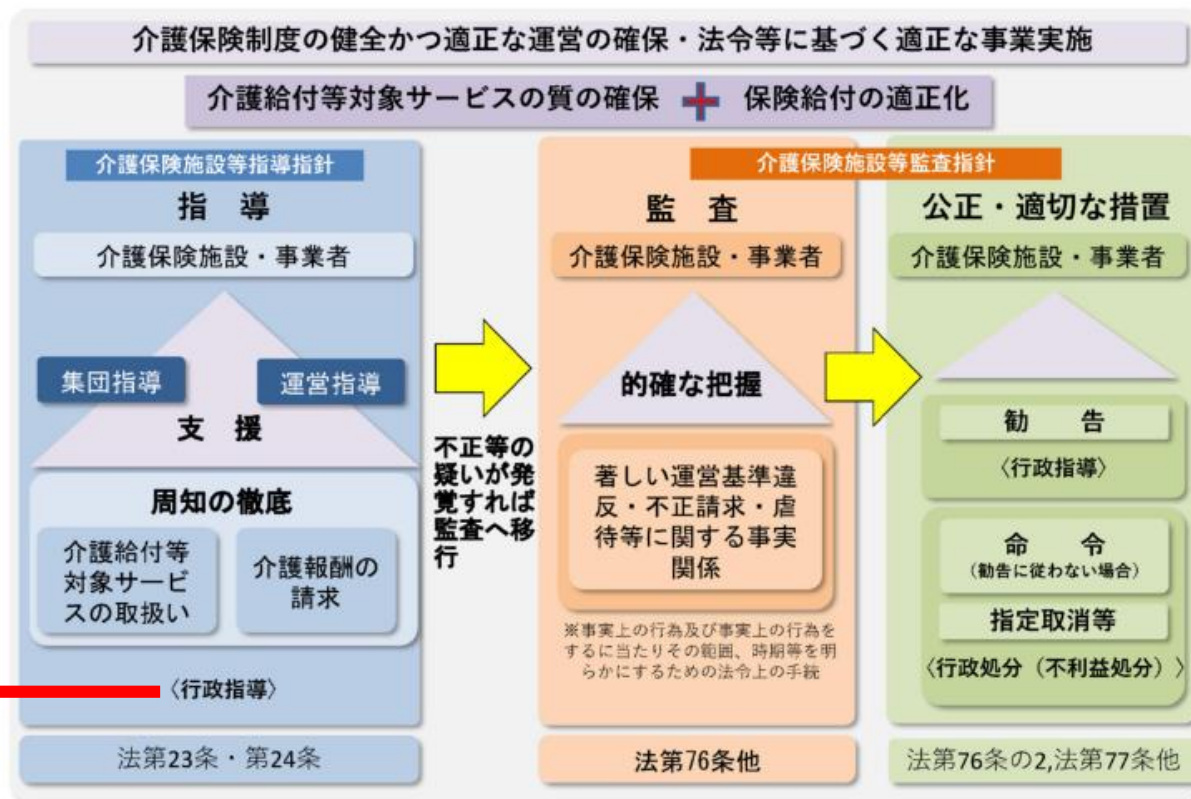 介護保険制度の健全かつ適正な運営の確保・法令等に基づく適正な事業実施
介護給付等対象サービスの質の確保 ＋ 保険給付の適正化
介護保険施設等指導指針
指　導
介護保険施設・事業者
集団指導
運営指導
支　援
周知の徹底
介護給付等
対象サービ
スの取扱い
介護報酬の
請求
〈行政指導〉
法第23条・第24条
不正等の
疑いが発
覚すれば
監査へ移
行
介護保険施設等監査指針
監　査
介護保険施設・事業者
的確な把握
著しい運営基準違
反・不正請求・虐
待等に関する事実
関係
※事実上の行為及び事実上の行為を
するに当たりその範囲、時期等を明
らかにするための法令上の手続
法第76条他
公正・適切な措置
介護保険施設・事業者
勧　告
〈行政指導〉
命　令
（勧告に従わない場合）
指定取消等
〈行政処分（不利益処分）〉
法第76条の2,法第77条他